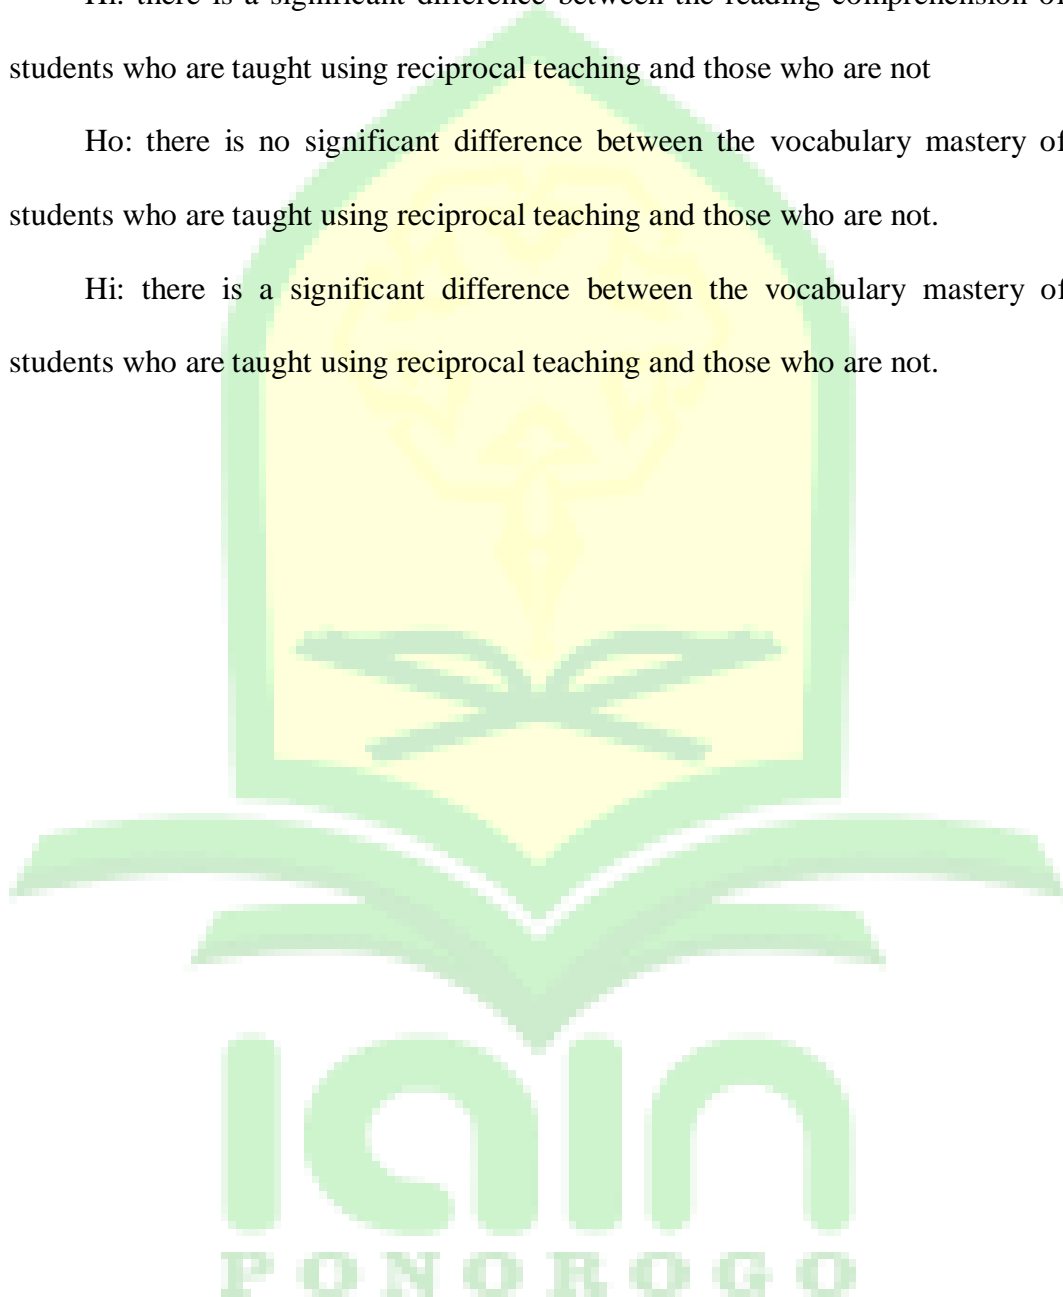 Hi: there is a significant difference between the reading comprehension of
students who are taught using reciprocal teaching and those who are not
Ho: there is no significant difference between the vocabulary mastery of
students who are taught using reciprocal teaching and those who are not.
Hi: there is a significant difference between the vocabulary mastery of
students who are taught using reciprocal teaching and those who are not.
IAIN
PONOROGO